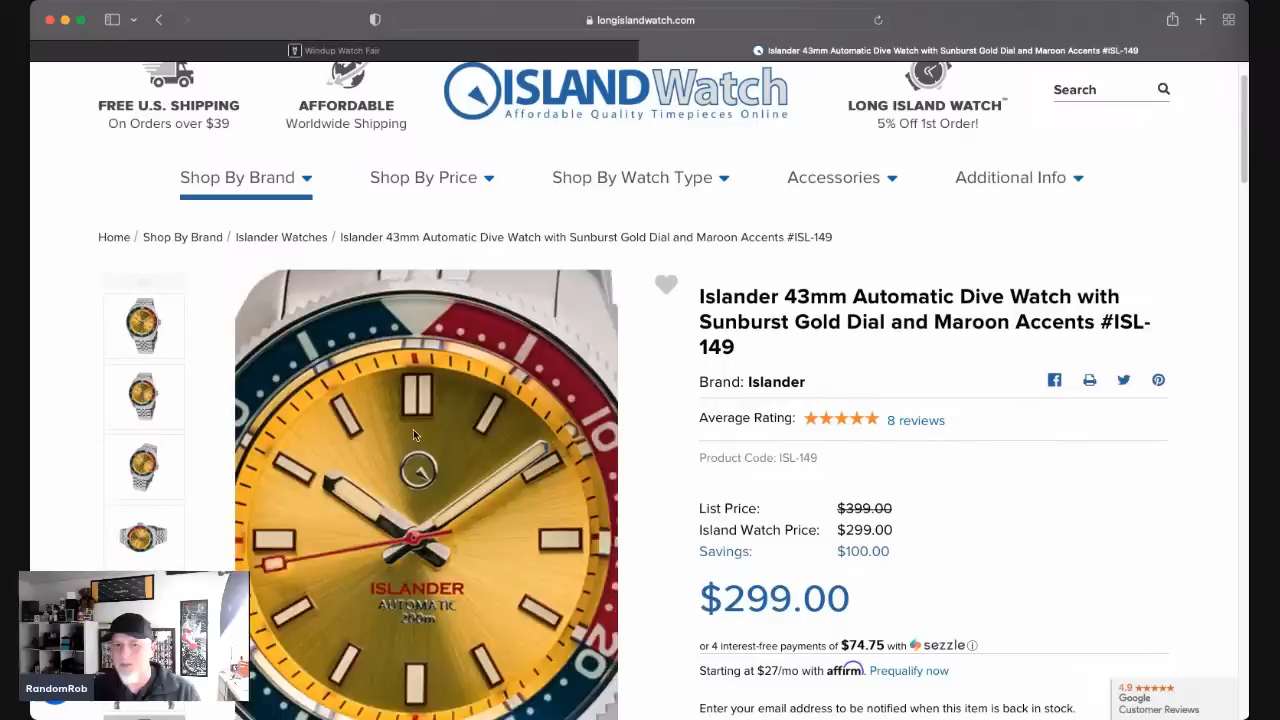 longislandwatch.com
Windup Watch Fair
Islander 43mm Automatic Dive Watch with Sunburst Gold Dial and Maroon Accents #ISL-149
FREE U.S. SHIPPING
On Orders over $39
AFFORDABLE
Worldwide Shipping
ISLAND Watch
Affordable Quality Timepieces Online
LONG ISLAND WATCH™
5% Off 1st Order!
Search
Shop By Brand
Shop By Price
Shop By Watch Type
Accessories
Additional Info
Home / Shop By Brand / Islander Watches / Islander 43mm Automatic Dive Watch with Sunburst Gold Dial and Maroon Accents #ISL-149
10
20
ISLANDER
AUTOMATIC
200m
Islander 43mm Automatic Dive Watch with
Sunburst Gold Dial and Maroon Accents #ISL-
149
Brand: Islander
Average Rating: 8 reviews
Product Code: ISL-149
List Price: $399.00
Island Watch Price: $299.00
Savings: $100.00
$299.00
or 4 interest-free payments of $74.75 with sezzle
Starting at $27/mo with affirm. Prequalify now
Enter your email address to be notified when this item is back in stock.
4.9
Google
Customer Reviews
RandomRob